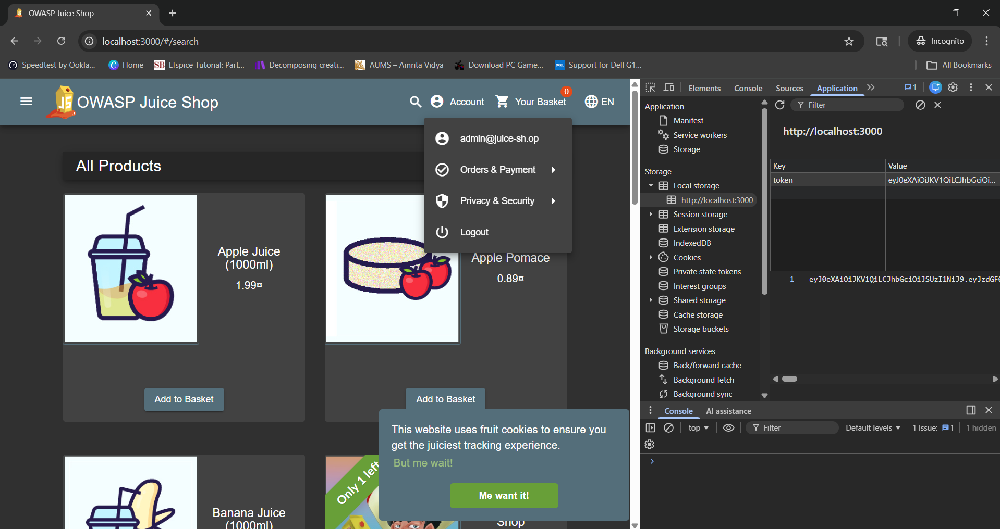 OWASP Juice Shop
localhost:3000/#/search
Incognito
Speedtest by Ookla...
Home
LTspice Tutorial: Part...
Decomposing creati...
AUMS – Amrita Vidya
Download PC Game...
Support for Dell G1...
All Bookmarks
OWASP Juice Shop
Account
Your Basket
0
EN
admin@juice-sh.op
Orders & Payment
Privacy & Security
Logout
All Products
Apple Juice
(1000ml)
1.99¤
Add to Basket
Apple Pomace
0.89¤
Add to Basket
Banana Juice
(1000ml)
Only 1 left
Shop
This website uses fruit cookies to ensure you
get the juiciest tracking experience.
But me wait!
Me want it!
Elements
Console
Sources
Application
1
Application
Manifest
Service workers
Storage
Storage
Local storage
http://localhost:3000
Session storage
Extension storage
IndexedDB
Cookies
Private state tokens
Interest groups
Shared storage
Cache storage
Storage buckets
Background services
Back/forward cache
Background fetch
Background sync
Filter
http://localhost:3000
Key Value
token eyJ0eXAiOiJKV1QiLCJhbGciOi...
1 eyJ0eXAiOiJKV1QiLCJhbGciOiJSUzI1NiJ9.eyJzdGF
Console
AI assistance
top
Filter
Default levels
1 Issue: 1
1 hidden